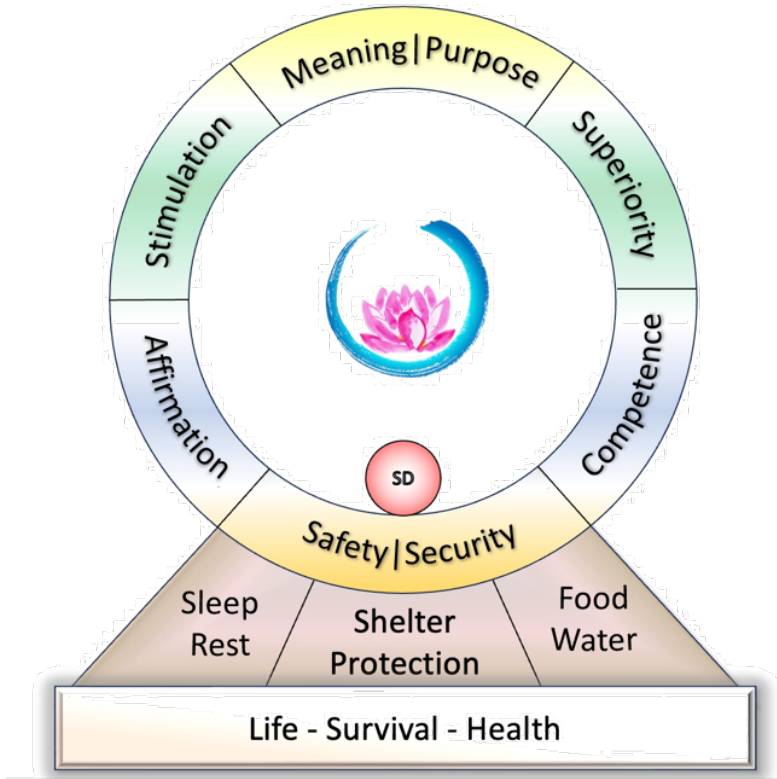 Meaning|Purpose
Stimulation
Superiority
Affirmation
Competence
SD
Safety|Security
Sleep
Rest
Shelter
Protection
Food
Water
Life - Survival - Health